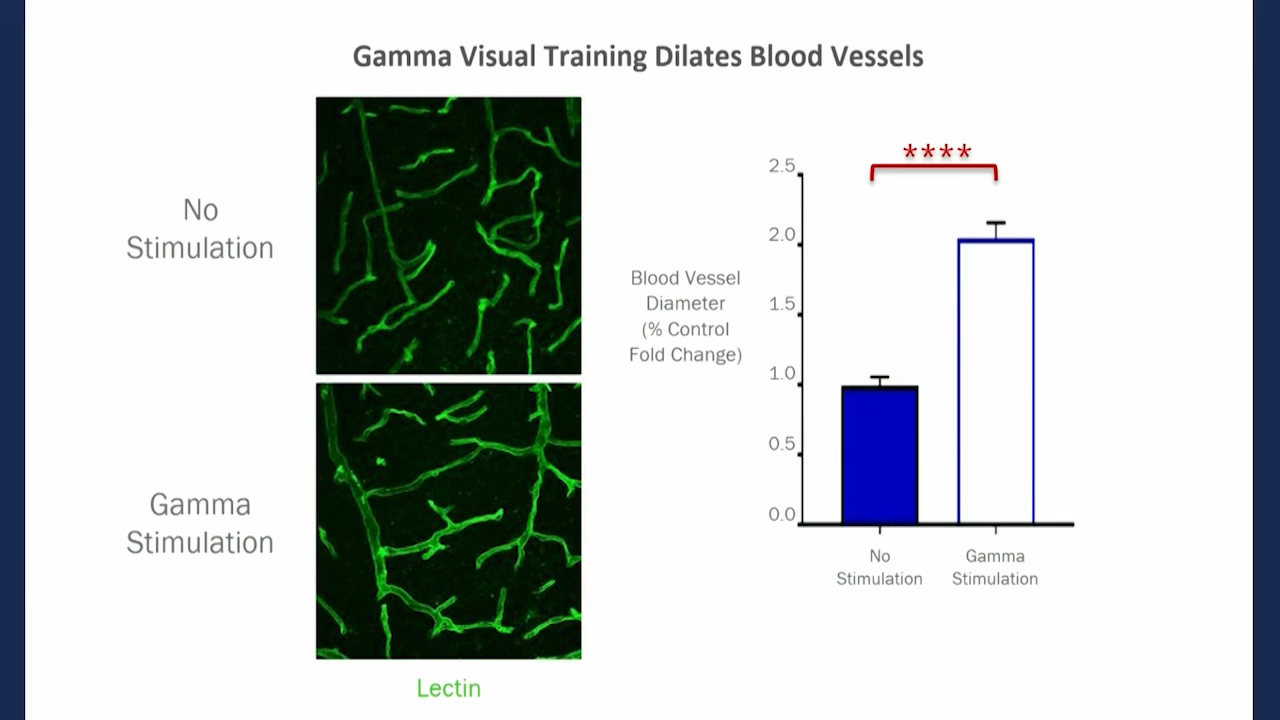 Gamma Visual Training Dilates Blood Vessels
No
Stimulation
Gamma
Stimulation
Lectin
Blood Vessel
Diameter
(% Control
Fold Change)
****
2.5
2.0
1.5
1.0
0.5
0.0
No
Stimulation
Gamma
Stimulation